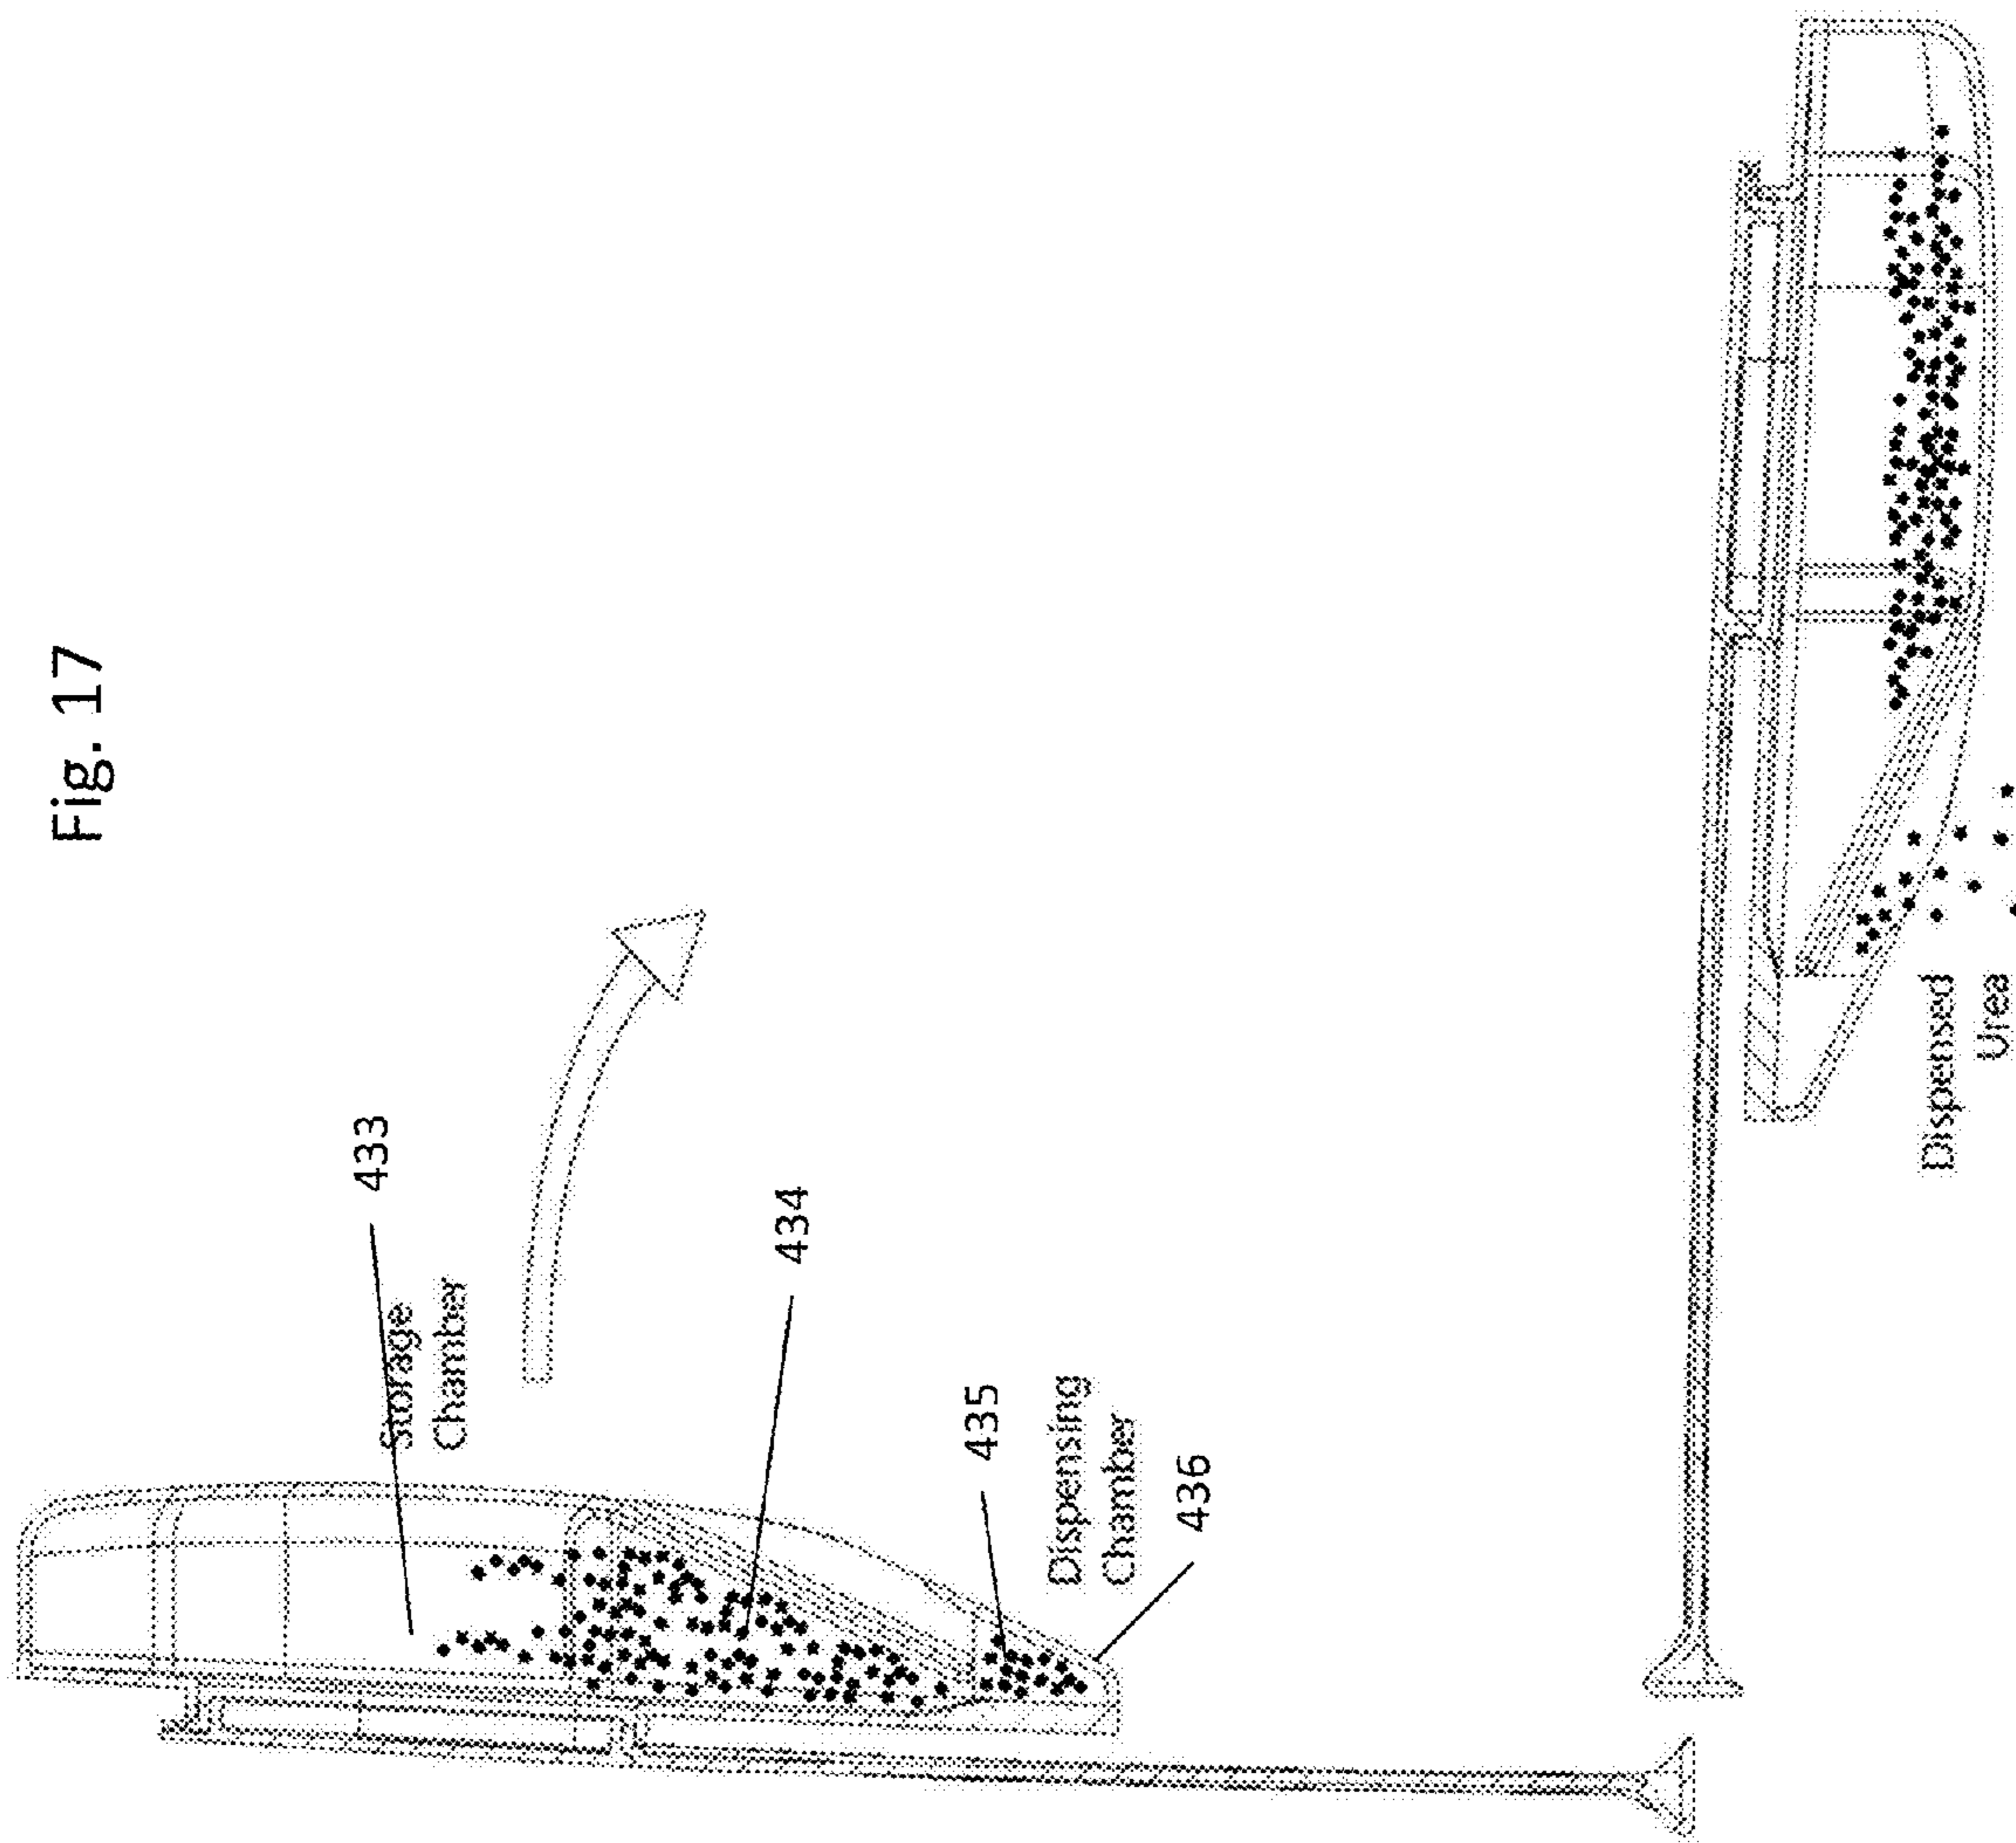 Fig. 17
433
Storage
Chamber
434
435
Dispensing
Chamber
436
Dispensed
Urea